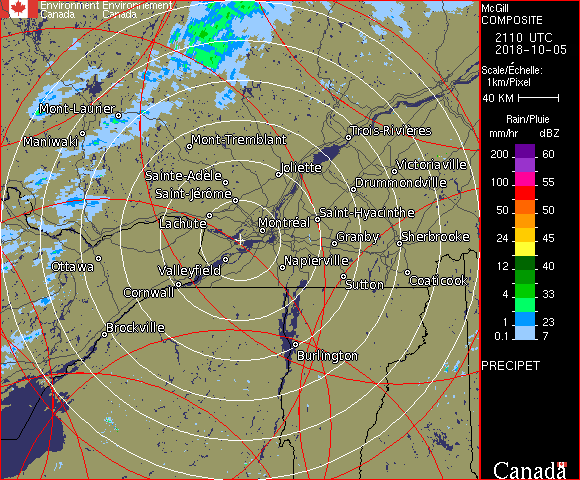 Environment Environnement
Canada Canada
Mont-Laurier
Maniwaki
Mont-Tremblant
Trois-Rivières
Sainte-Adèle
Joliette
Victoriaville
Saint-Jérôme
Drummondville
Lachute
Montréal
Saint-Hyacinthe
Granby
Sherbrooke
Ottawa
Valleyfield
Napierville
Cornwall
Sutton
Coaticook
Brockville
Burlington
McGill
COMPOSITE
2110 UTC
2018-10-05
Scale/Échelle:
1km/Pixel
40 KM
Rain/Pluie
mm/hr dBZ
200 60
150 57
100 55
50 50
24 45
12 40
4 33
1 23
0.1 7
PRECIPET
Canada